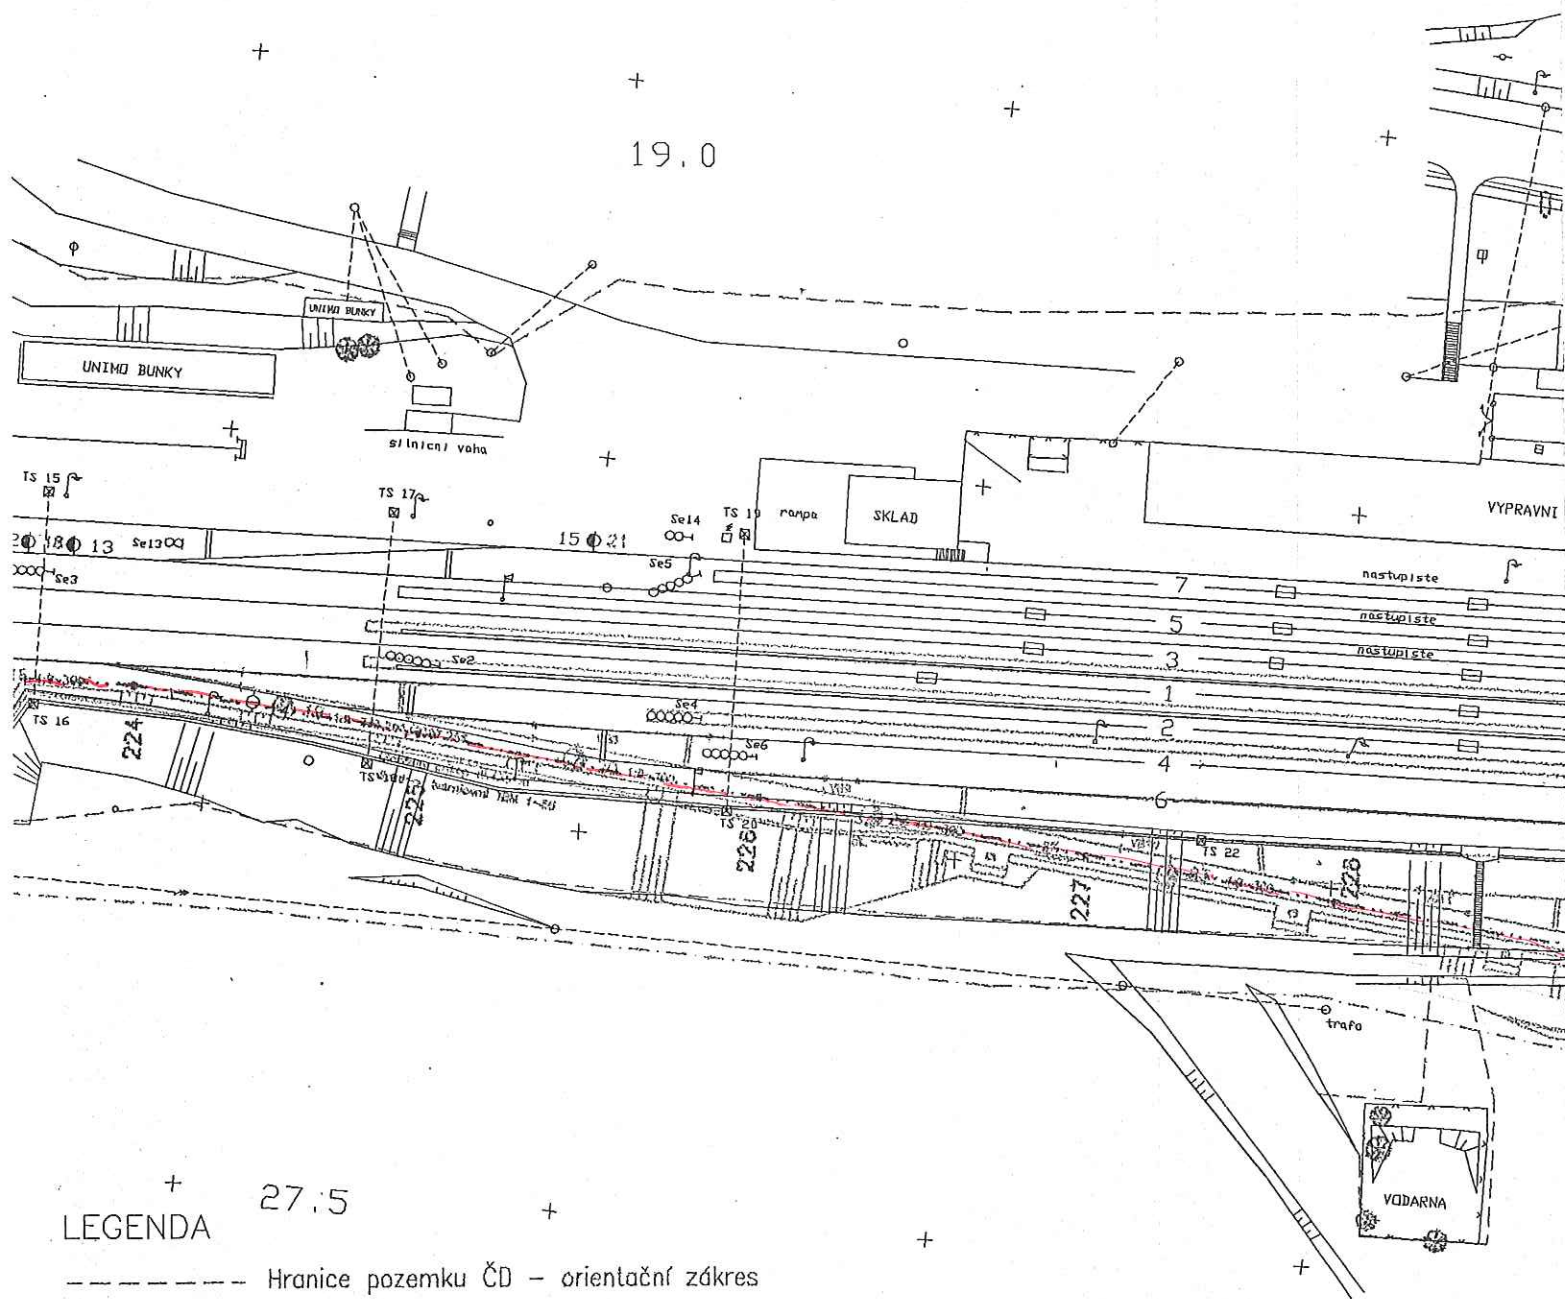 19.0
UNIMO BUNKY
UNIMO BUNKY
silnicni vaha
TS 15
TS 17
TS 19
Se14
rampa
SKLAD
VYPRAVNI
13
Se13
15
21
Se5
Se3
7
nastupiste
5
nastupiste
3
nastupiste
Se2
1
Se4
2
Se6
4
6
TS 16
224
225
TS 20
226
TS 22
227
228
trafo
VODARNA
27.5
LEGENDA
Hranice pozemku ČD – orientační zákres